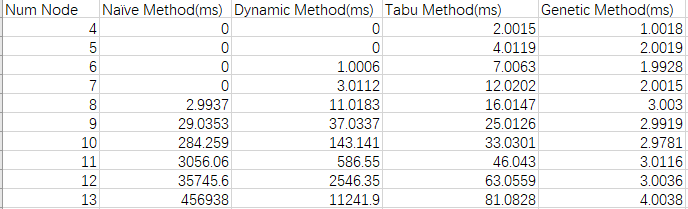 Num Node Naïve Method(ms) Dynamic Method(ms) Tabu Method(ms) Genetic Method(ms)
4 0 0 2.0015 1.0018
5 0 0 4.0119 2.0019
6 0 1.0006 7.0063 1.9928
7 0 3.0112 12.0202 2.0015
8 2.9937 11.0183 16.0147 3.003
9 29.0353 37.0337 25.0126 2.9919
10 284.259 143.141 33.0301 2.9781
11 3056.06 586.55 46.043 3.0116
12 35745.6 2546.35 63.0559 3.0036
13 456938 11241.9 81.0828 4.0038